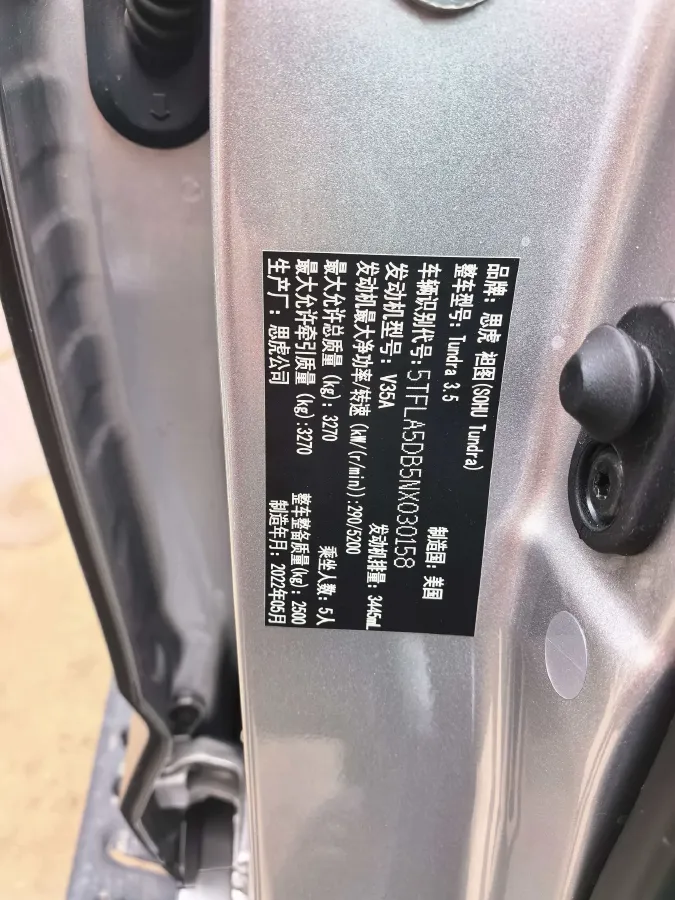 品牌：思虎 坦图(SOHU Tundra)
整车型号：Tundra 3.5 制造国：美国
车辆识别代号：5TFLA5DB5NX030158
发动机型号：V35A 发动机排量：3445mL
发动机最大净功率/转速(kW/(r/min))：290/5200
最大允许总质量(kg)：3270 乘坐人数：5人
最大允许牵引质量(kg)：3270 整车整备质量(kg)：2500
生产厂：思虎公司 制造年月：2022年05月